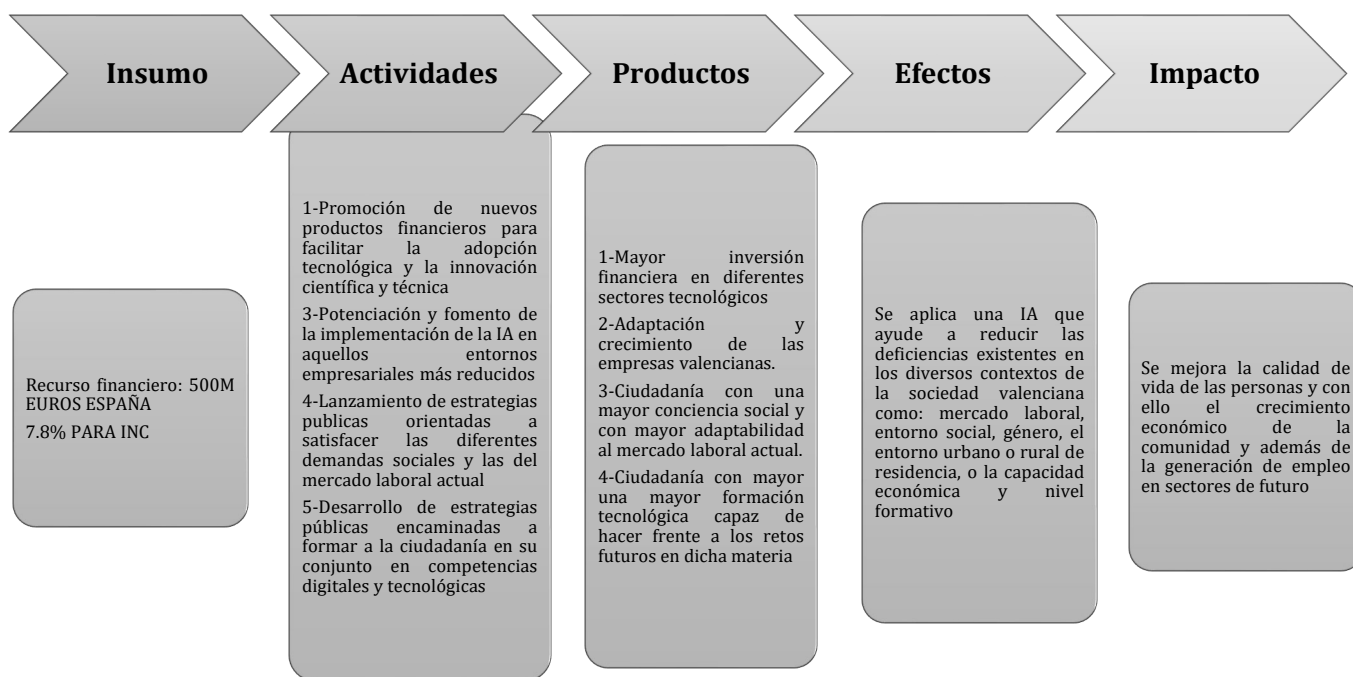 Insumo
Actividades
Productos
Efectos
Impacto
Recurso financiero: 500M
EUROS ESPAÑA
7.8% PARA INC
1-Promoción de nuevos
productos financieros para
facilitar la adopción
tecnológica y la innovación
científica y técnica
3-Potenciación y fomento de
la implementación de la IA en
aquellos entornos
empresariales más reducidos
4-Lanzamiento de estrategias
publicas orientadas a
satisfacer las diferentes
demandas sociales y las del
mercado laboral actual
5-Desarrollo de estrategias
públicas encaminadas a
formar a la ciudadanía en su
conjunto en competencias
digitales y tecnológicas
1-Mayor inversión
financiera en diferentes
sectores tecnológicos
2-Adaptación y
crecimiento de las
empresas valencianas.
3-Ciudadanía con una
mayor conciencia social y
con mayor adaptabilidad
al mercado laboral actual.
4-Ciudadanía con mayor
una mayor formación
tecnológica capaz de
hacer frente a los retos
futuros en dicha materia
Se aplica una IA que
ayude a reducir las
deficiencias existentes en
los diversos contextos de
la sociedad valenciana
como: mercado laboral,
entorno social, género, el
entorno urbano o rural de
residencia, o la capacidad
económica y nivel
formativo
Se mejora la calidad de
vida de las personas y con
ello el crecimiento
económico de la
comunidad y además de
la generación de empleo
en sectores de futuro